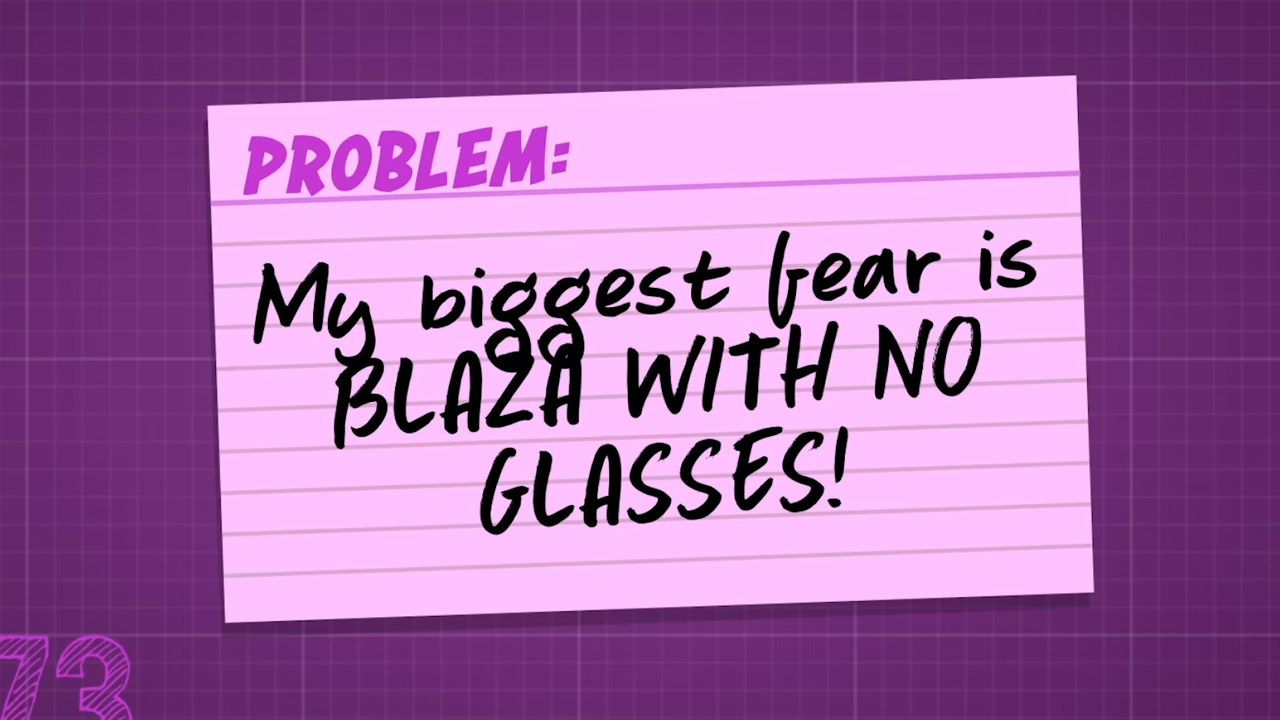 PROBLEM:
My biggest fear is
BLAZA WITH NO
GLASSES!
73